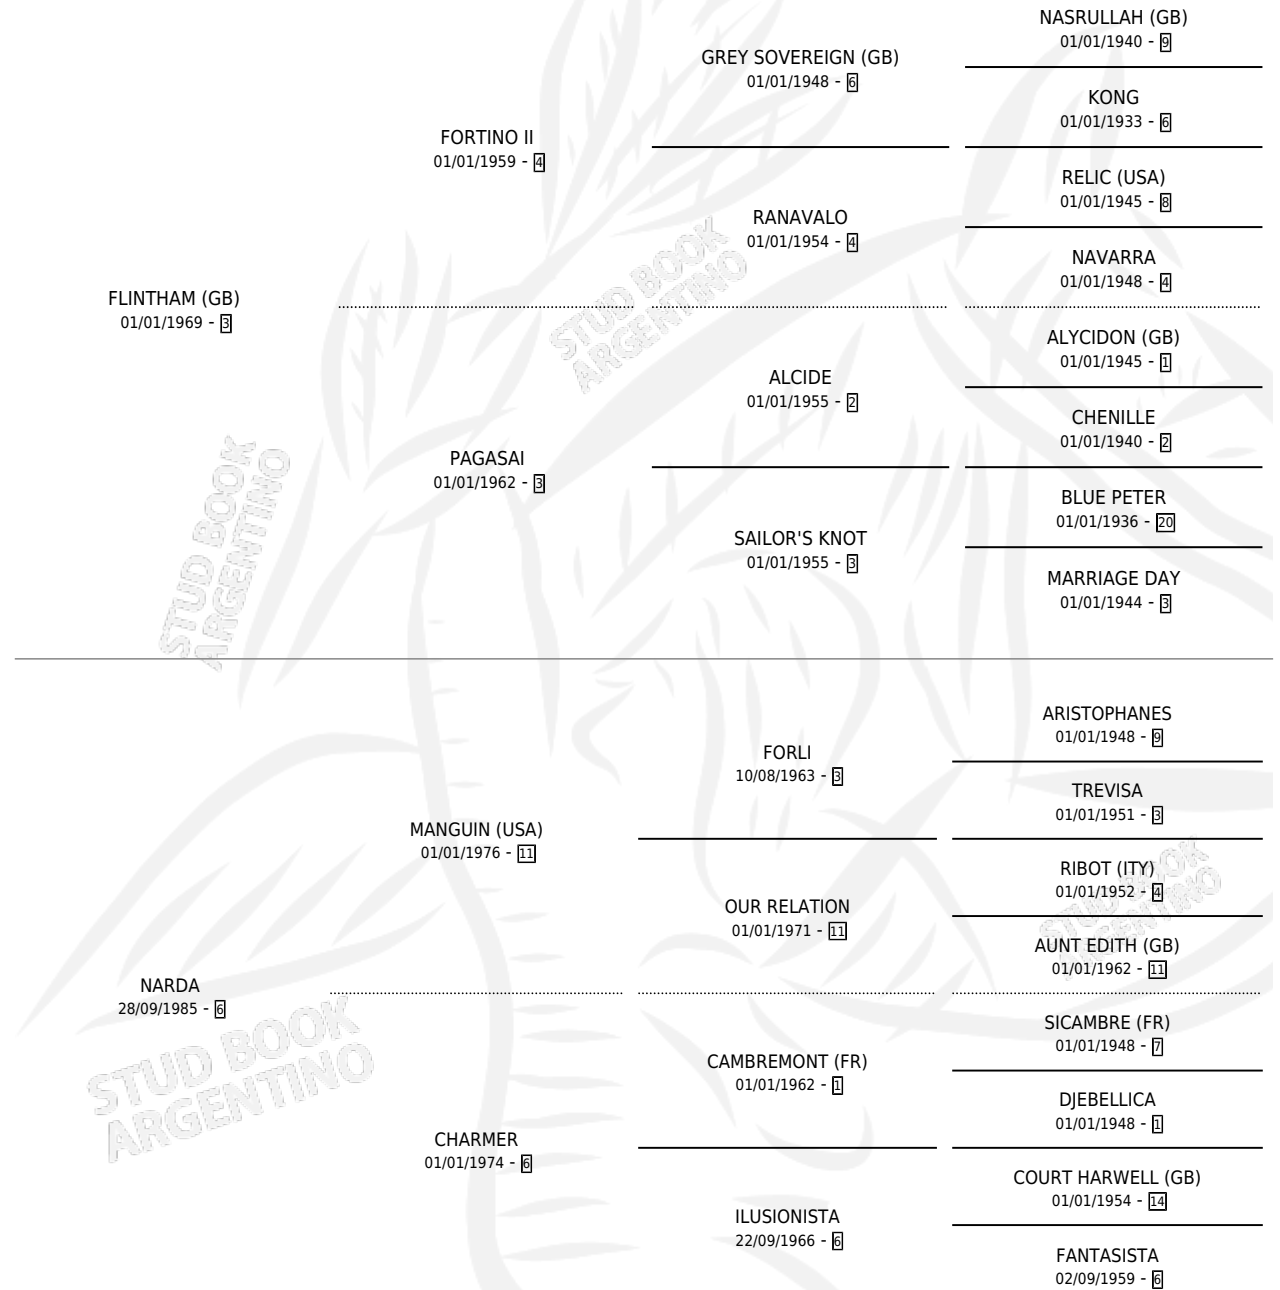 NASRULLAH (GB)
01/01/1940 - 9
GREY SOVEREIGN (GB)
01/01/1948 - 6
KONG
01/01/1933 - 6
FORTINO II
01/01/1959 - 4
RELIC (USA)
01/01/1945 - 8
RANAVALO
01/01/1954 - 4
NAVARRA
01/01/1948 - 4
FLINTHAM (GB)
01/01/1969 - 3
ALYCIDON (GB)
01/01/1945 - 1
ALCIDE
01/01/1955 - 2
CHENILLE
01/01/1940 - 2
PAGASAI
01/01/1962 - 3
BLUE PETER
01/01/1936 - 20
SAILOR'S KNOT
01/01/1955 - 3
MARRIAGE DAY
01/01/1944 - 3
STUD BOOK
ARGENTINO
STUD BOOK
ARGENTINO
ARISTOPHANES
01/01/1948 - 9
FORLI
10/08/1963 - 3
TREVISA
01/01/1951 - 3
MANGUIN (USA)
01/01/1976 - 11
RIBOT (ITY)
01/01/1952 - 4
OUR RELATION
01/01/1971 - 11
AUNT EDITH (GB)
01/01/1962 - 11
NARDA
28/09/1985 - 6
SICAMBRE (FR)
01/01/1948 - 7
CAMBREMONT (FR)
01/01/1962 - 1
DJEBELLICA
01/01/1948 - 1
CHARMER
01/01/1974 - 6
COURT HARWELL (GB)
01/01/1954 - 14
ILUSIONISTA
22/09/1966 - 6
FANTASISTA
02/09/1959 - 6
STUD BOOK
ARGENTINO
STUD BOOK
ARGENTINO